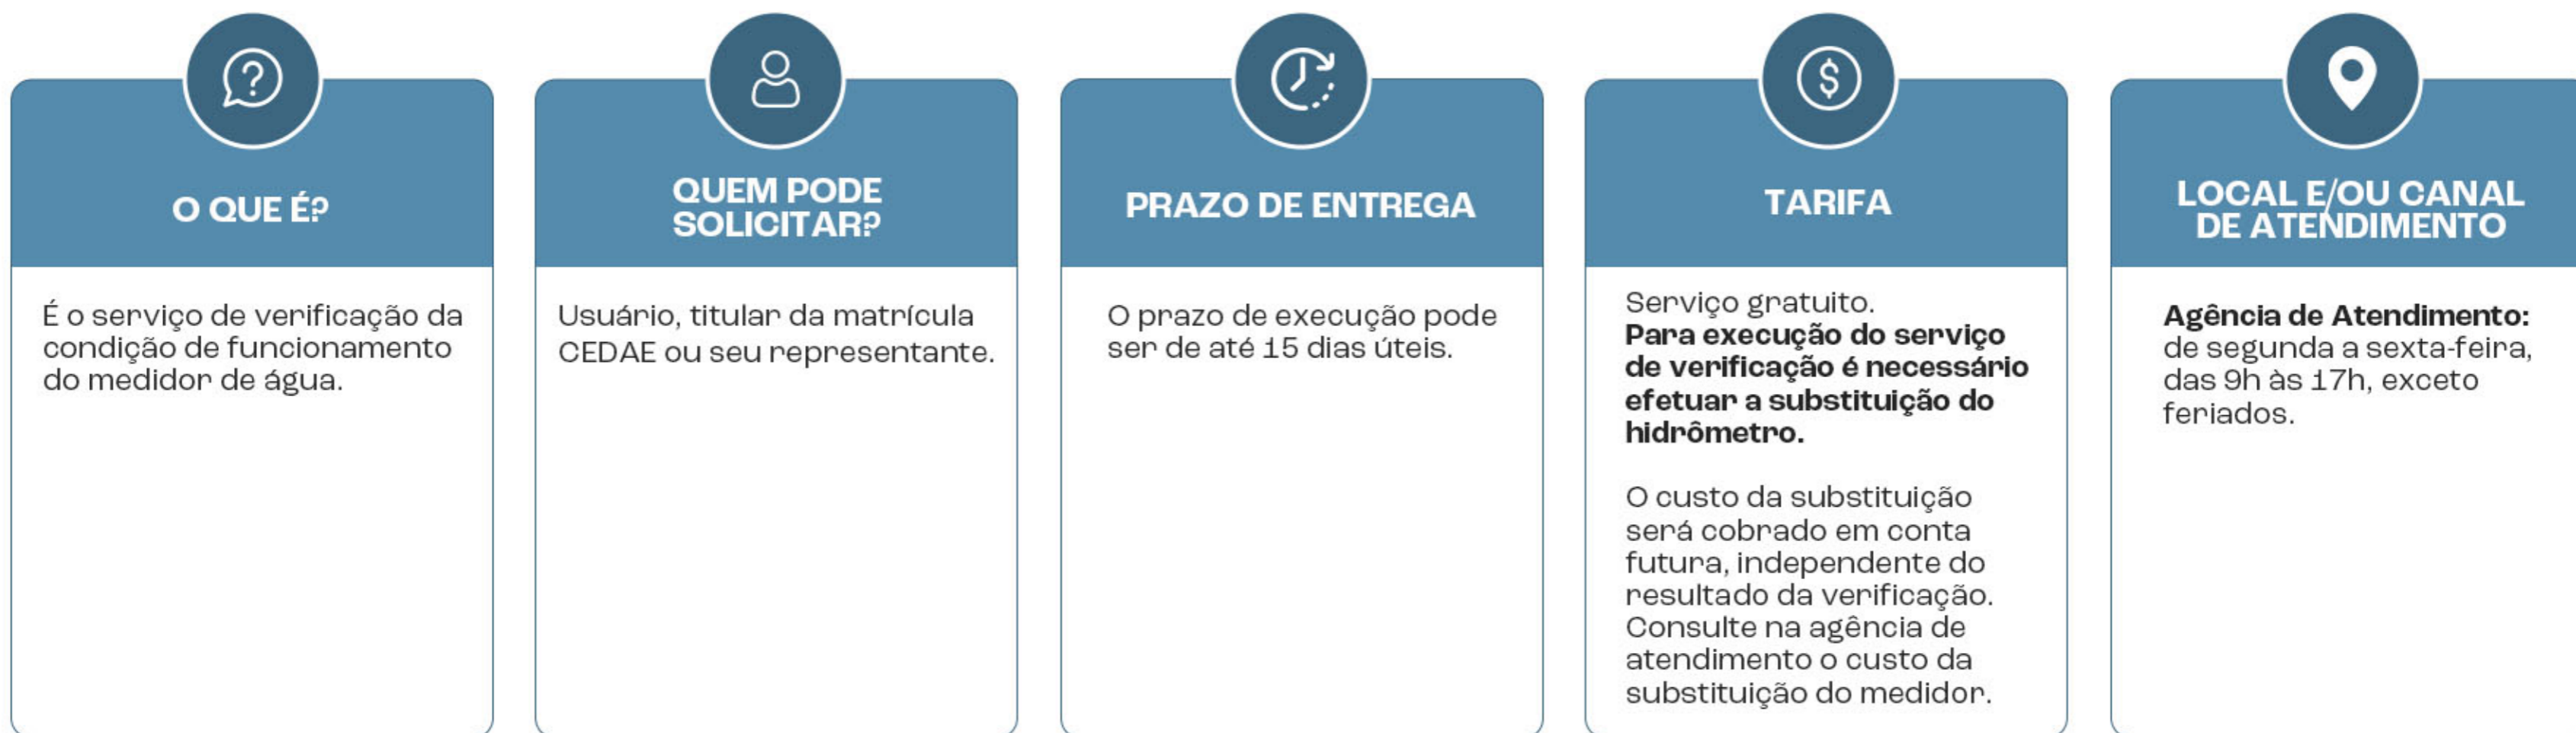 O QUE É?
É o serviço de verificação da
condição de funcionamento
do medidor de água.
QUEM PODE
SOLICITAR?
Usuário, titular da matrícula
CEDAE ou seu representante.
PRAZO DE ENTREGA
O prazo de execução pode
ser de até 15 dias úteis.
TARIFA
Serviço gratuito.
Para execução do serviço
de verificação é necessário
efetuar a substituição do
hidrômetro.
O custo da substituição
será cobrado em conta
futura, independente do
resultado da verificação.
Consulte na agência de
atendimento o custo da
substituição do medidor.
LOCAL E/OU CANAL
DE ATENDIMENTO
Agência de Atendimento:
de segunda a sexta-feira,
das 9h às 17h, exceto
feriados.